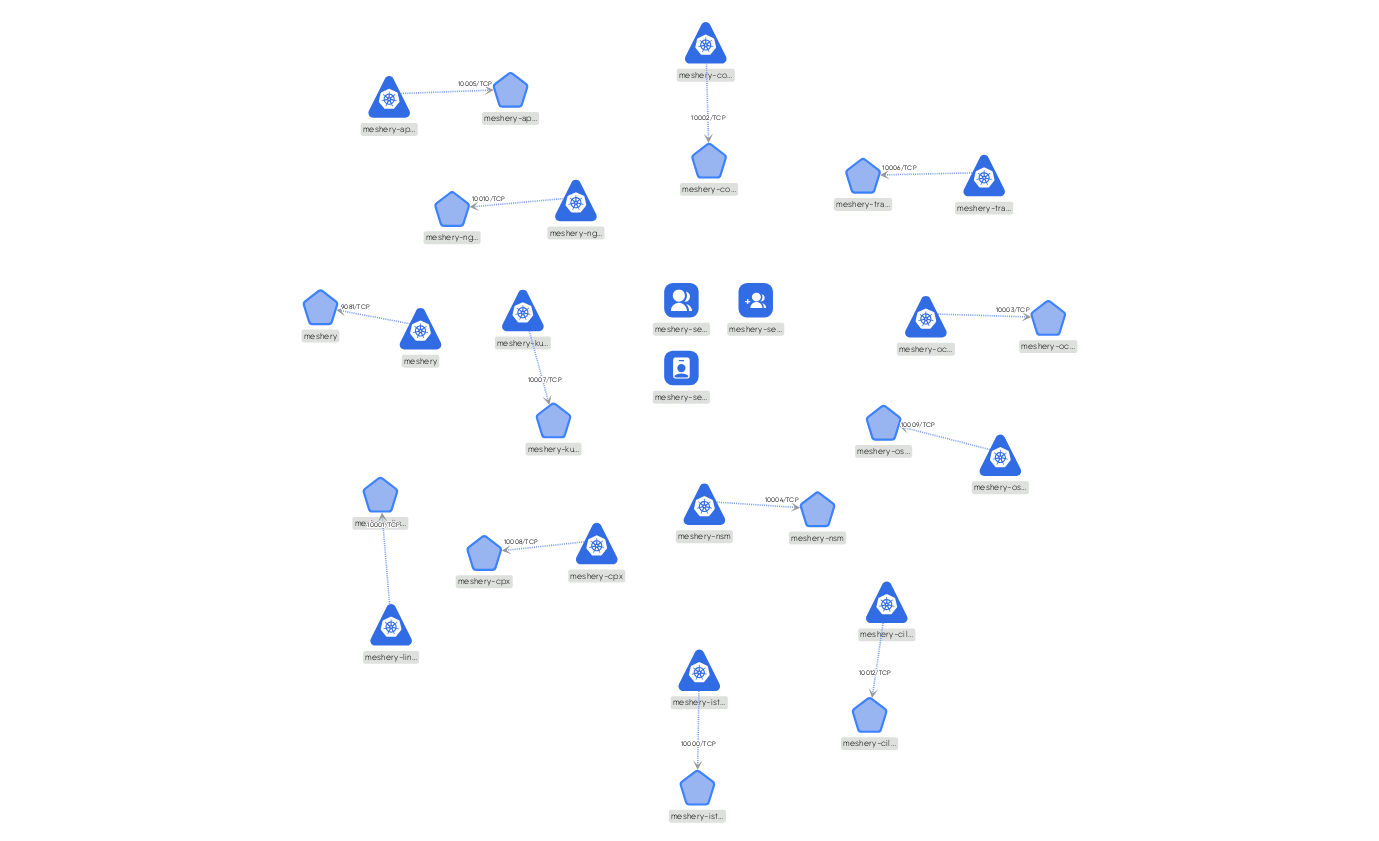 meshery-co...
10005/TCP
meshery-ap...
meshery-ap...
10002/TCP
meshery-co...
10006/TCP
meshery-tra...
meshery-tra...
10010/TCP
meshery-ng...
meshery-ng...
9081/TCP
meshery
meshery
meshery-ku...
10007/TCP
meshery-ku...
meshery-se...
meshery-se...
meshery-se...
10003/TCP
meshery-oc...
meshery-oc...
10009/TCP
meshery-os...
meshery-os...
10004/TCP
meshery-nsm
meshery-nsm
10001/TCP
meshery-lin...
10008/TCP
meshery-cpx
meshery-cpx
meshery-cil...
10012/TCP
meshery-cil...
meshery-ist...
10000/TCP
meshery-ist...